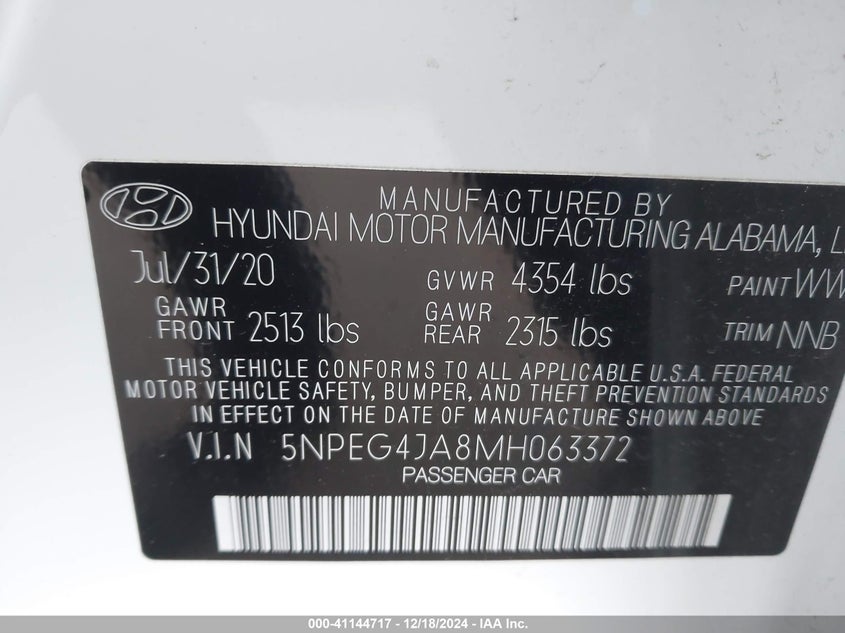 MANUFACTURED BY
HYUNDAI MOTOR MANUFACTURING ALABAMA,
Jul/31/20 GVWR 4354 lbs PAINT
GAWR FRONT 2513 lbs GAWR REAR 2315 lbs TRIM NNB
THIS VEHICLE CONFORMS TO ALL APPLICABLE U.S.A. FEDERAL
MOTOR VEHICLE SAFETY, BUMPER, AND THEFT PREVENTION STANDARDS
IN EFFECT ON THE DATE OF MANUFACTURE SHOWN ABOVE
V.I.N 5NPEG4JA8MH063372
PASSENGER CAR
000-41144717 - 12/18/2024 - IAA Inc.